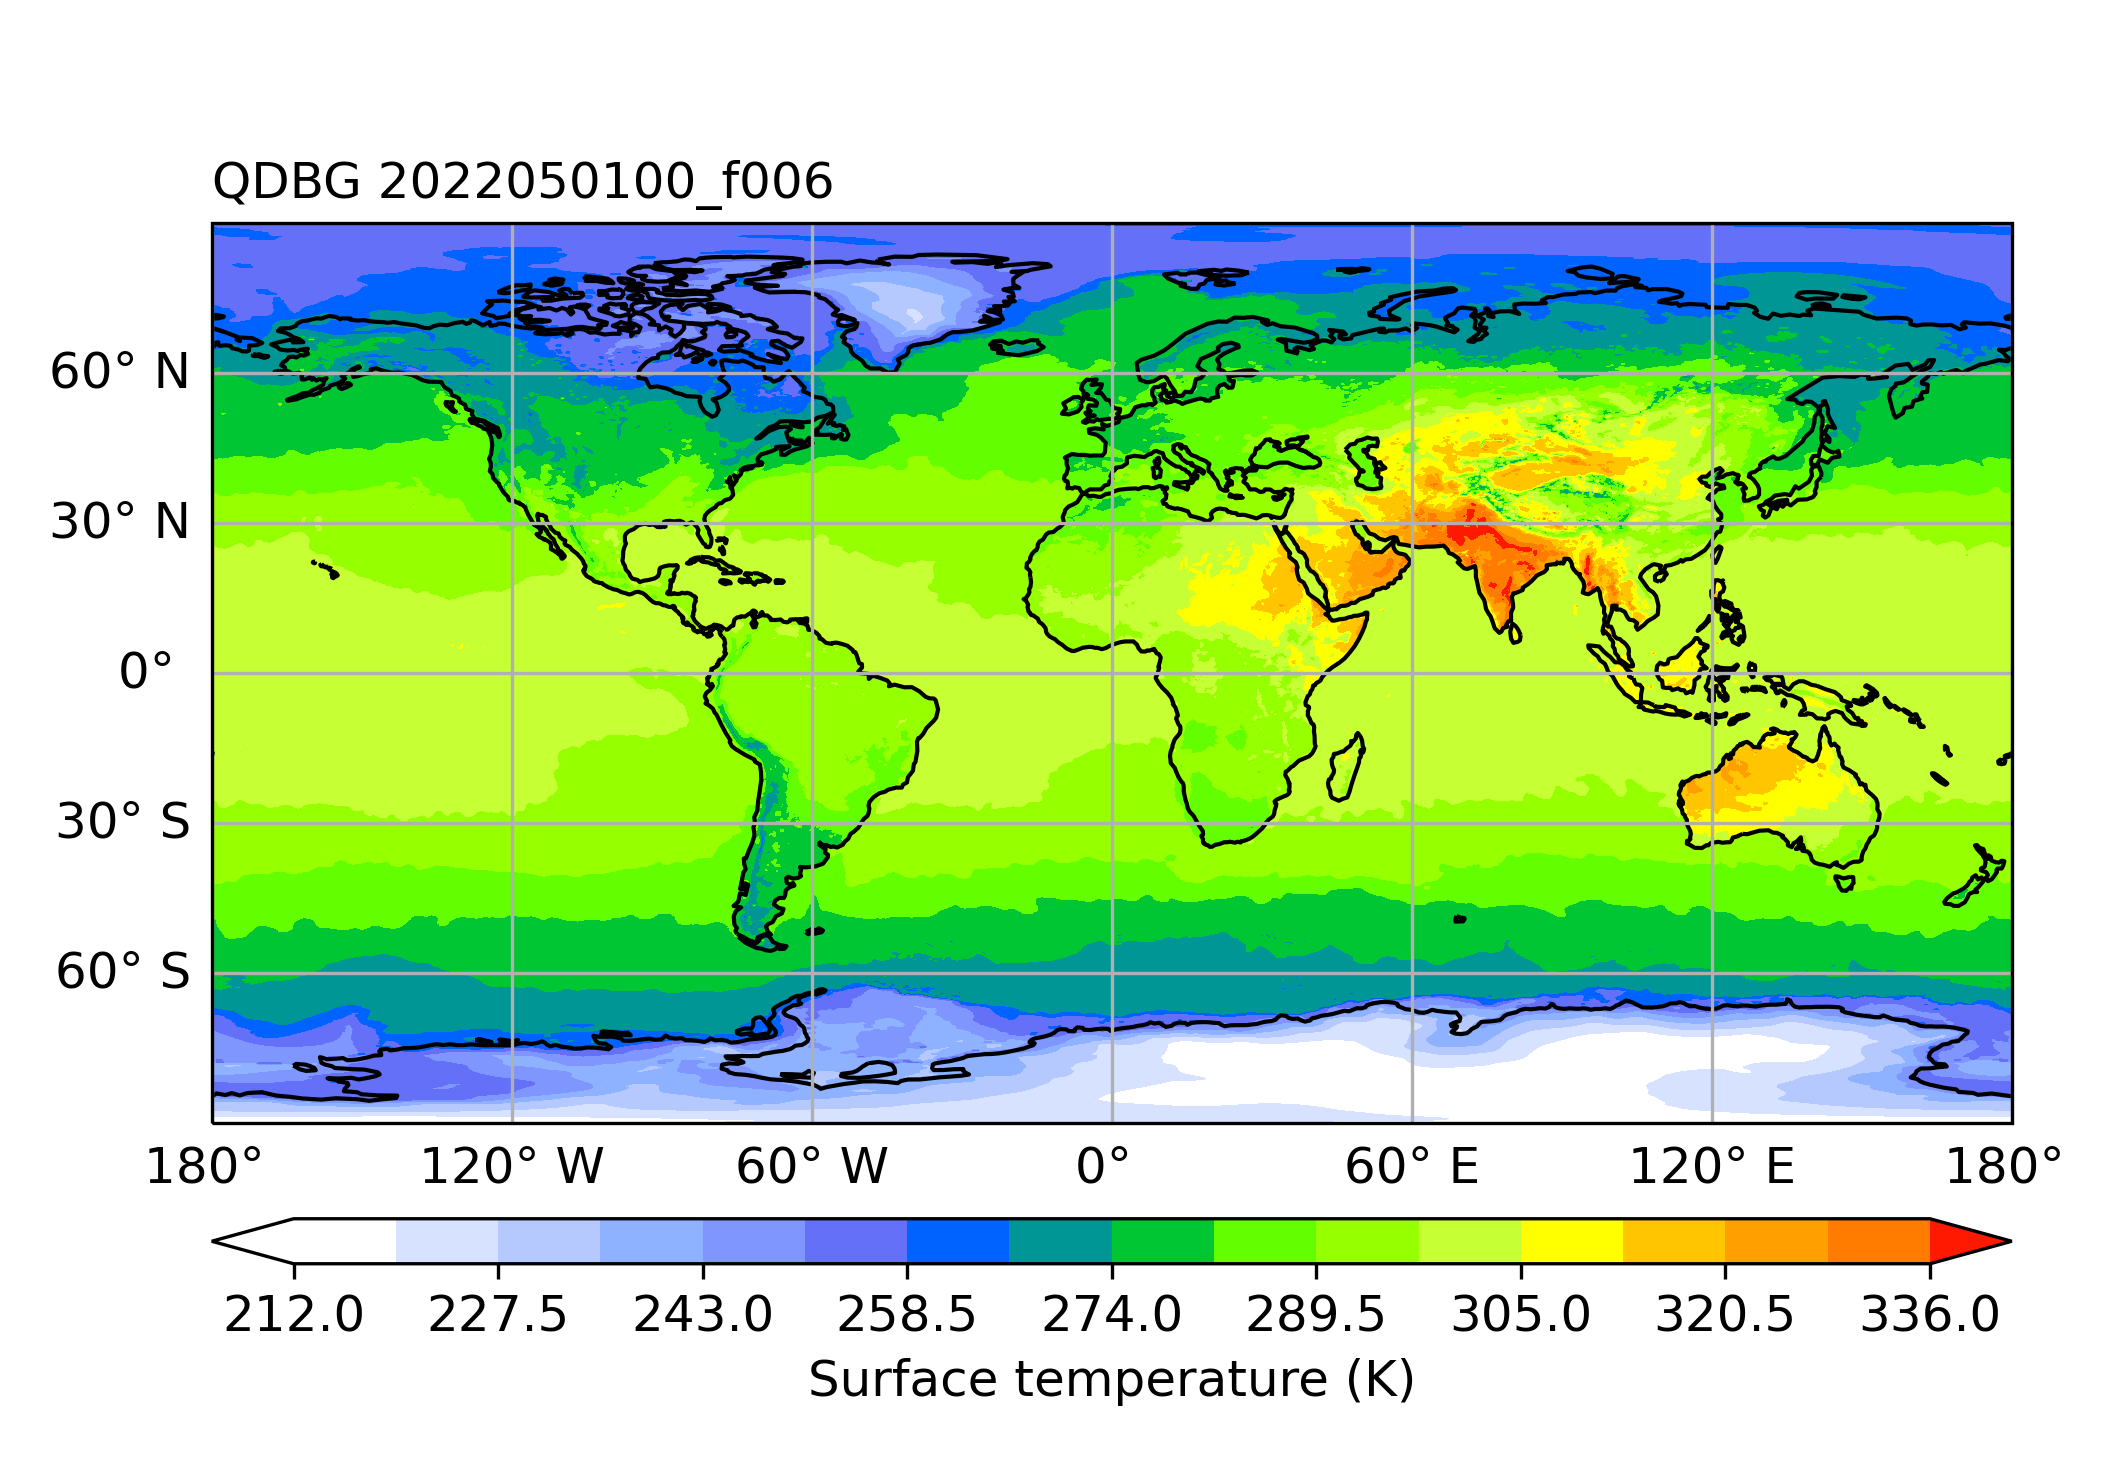 QDBG 2022050100_f006
60° N
30° N
0°
30° S
60° S
180° 120° W 60° W 0° 60° E 120° E 180°
212.0 227.5 243.0 258.5 274.0 289.5 305.0 320.5 336.0
Surface temperature (K)